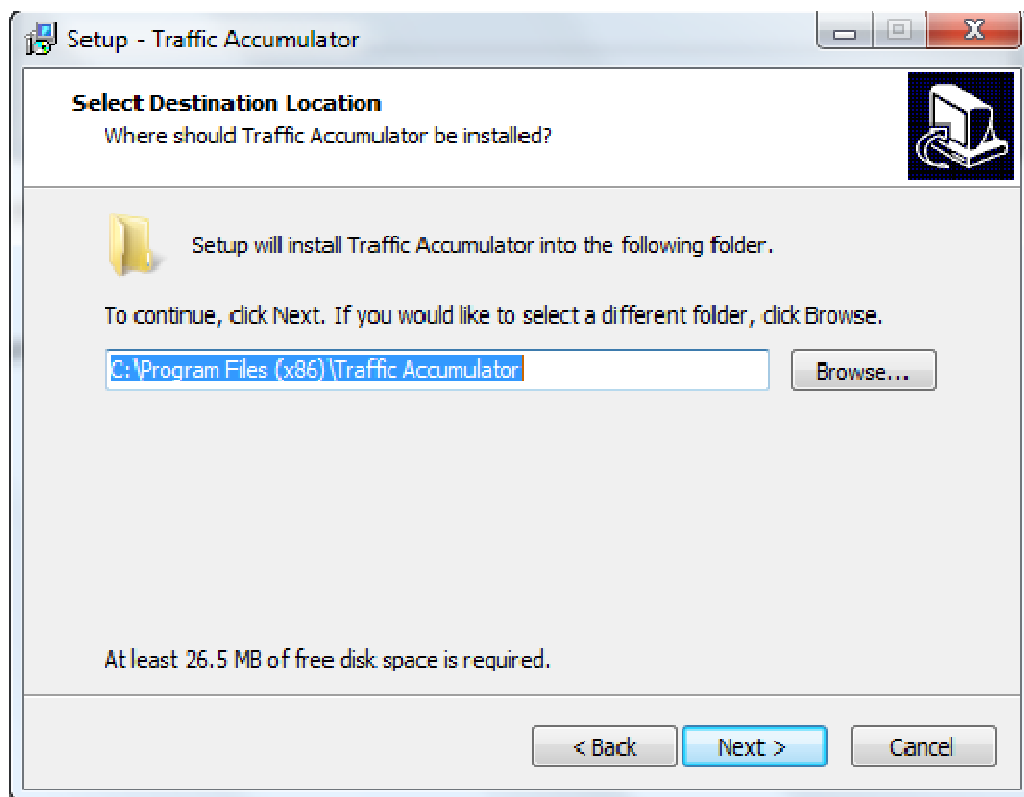 Setup - Traffic Accumulator
Select Destination Location
Where should Traffic Accumulator be installed?
Setup will install Traffic Accumulator into the following folder.
To continue, click Next. If you would like to select a different folder, click Browse.
C:\Program Files (x86)\Traffic Accumulator
Browse...
At least 26.5 MB of free disk space is required.
< Back
Next >
Cancel